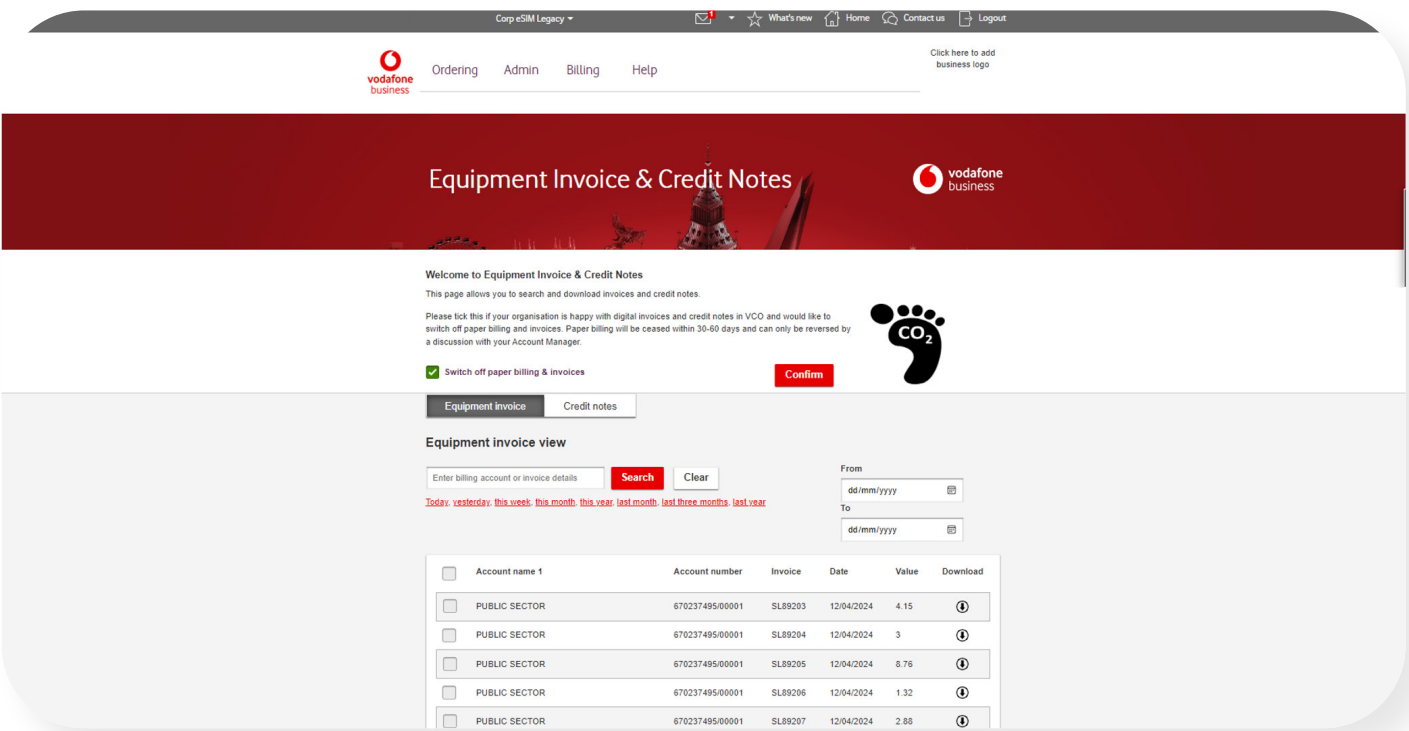 Corp eSIM Legacy
1
What's new
Home
Contact us
Logout
vodafone
business
Ordering
Admin
Billing
Help
Click here to add
business logo
Equipment Invoice & Credit Notes
vodafone
business
Welcome to Equipment Invoice & Credit Notes
This page allows you to search and download invoices and credit notes.
Please tick this if your organisation is happy with digital invoices and credit notes in VCO and would like to
switch off paper billing and invoices. Paper billing will be ceased within 30-60 days and can only be reversed by
a discussion with your Account Manager.
CO2
Switch off paper billing & invoices
Confirm
Equipment invoice
Credit notes
Equipment invoice view
Enter billing account or invoice details
Search
Clear
From
dd/mm/yyyy
To
dd/mm/yyyy
Today, yesterday, this week, this month, this year, last month, last three months, last year
Account name 1 Account number Invoice Date Value Download
PUBLIC SECTOR 670237495/00001 SL89203 12/04/2024 4.15
PUBLIC SECTOR 670237495/00001 SL89204 12/04/2024 3
PUBLIC SECTOR 670237495/00001 SL89205 12/04/2024 8.76
PUBLIC SECTOR 670237495/00001 SL89206 12/04/2024 1.32
PUBLIC SECTOR 670237495/00001 SL89207 12/04/2024 2.88